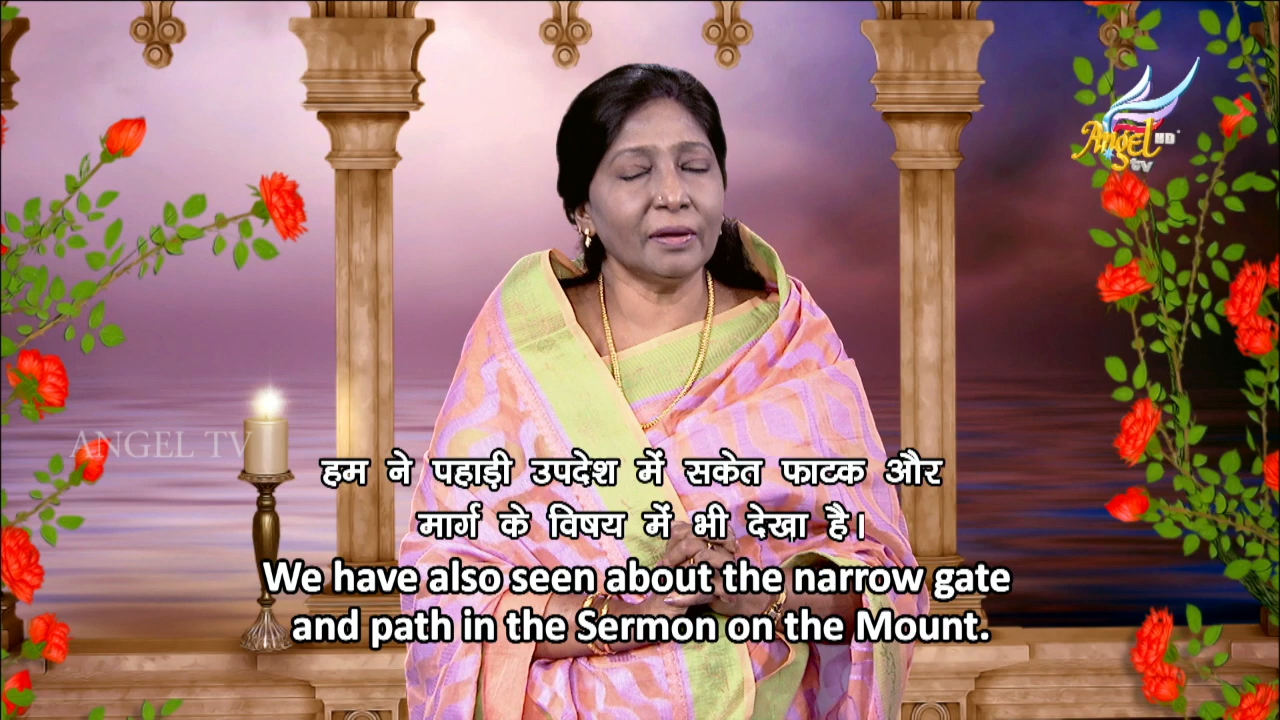 Angel HD
tv
ANGEL TV
हम ने पहाड़ी उपदेश में सकेत फाटक और
मार्ग के विषय में भी देखा है।
We have also seen about the narrow gate
and path in the Sermon on the Mount.